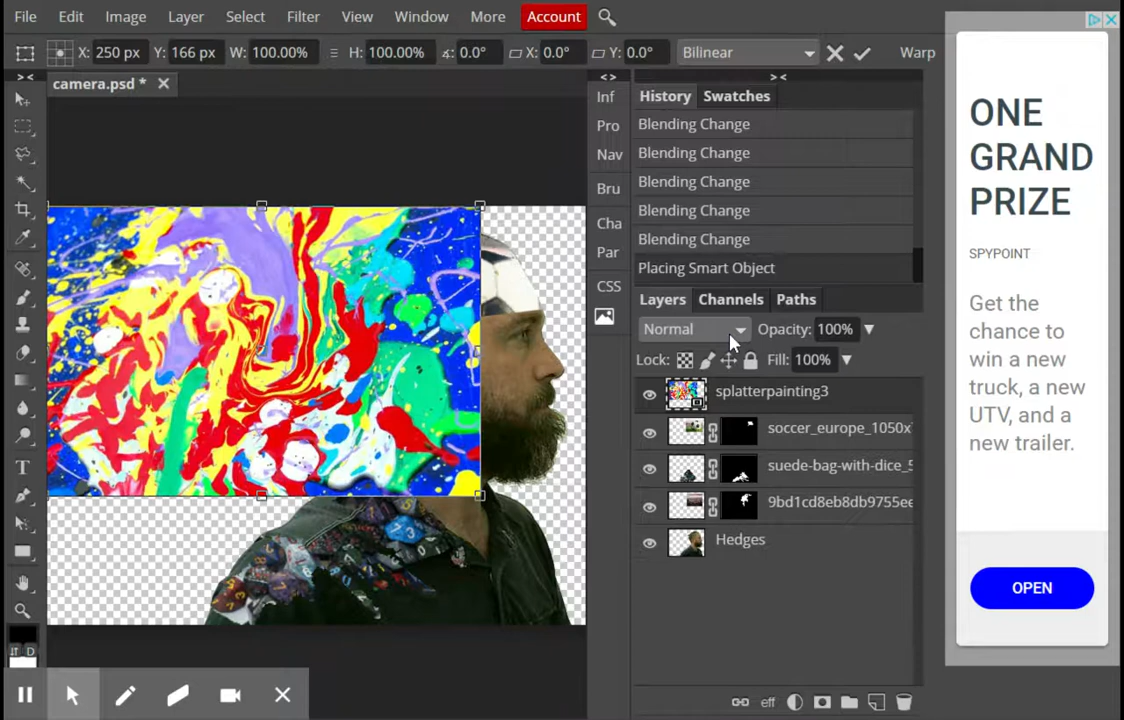 File Edit Image Layer Select Filter View Window More Account
X: 250 px Y: 166 px W: 100.00% H: 100.00% ∡: 0.0° X: 0.0° Y: 0.0° Bilinear Warp
camera.psd *
Inf
Pro
Nav
Bru
Cha
Par
CSS
History Swatches
Blending Change
Blending Change
Blending Change
Blending Change
Blending Change
Placing Smart Object
Layers Channels Paths
Normal Opacity: 100%
Lock: Fill: 100%
splatterpainting3
soccer_europe_1050x
suede-bag-with-dice_5
9bd1cd8eb8db9755ee
Hedges
eff
T
D
ONE
GRAND
PRIZE
SPYPOINT
Get the
chance to
win a new
truck, a new
UTV, and a
new trailer.
OPEN